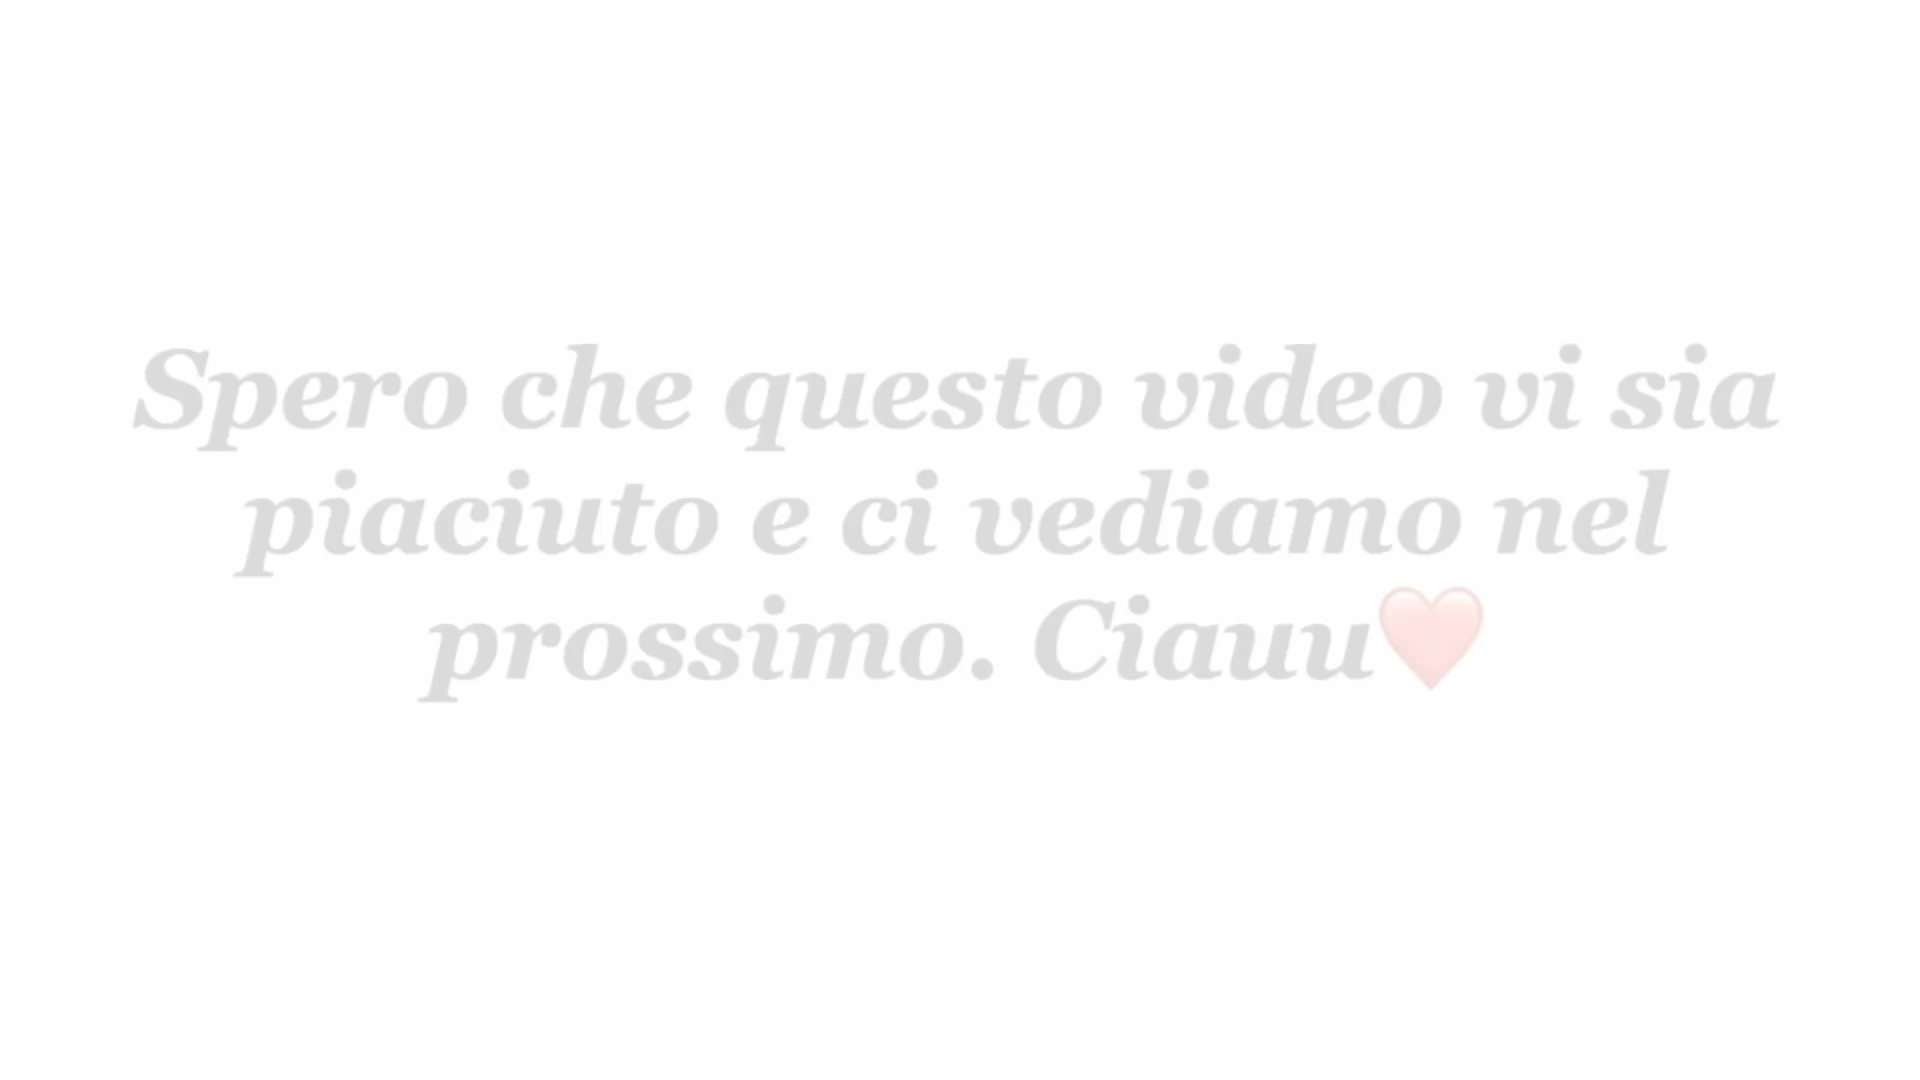 Spero che questo video vi sia
piaciuto e ci vediamo nel
prossimo. Ciauu❤️